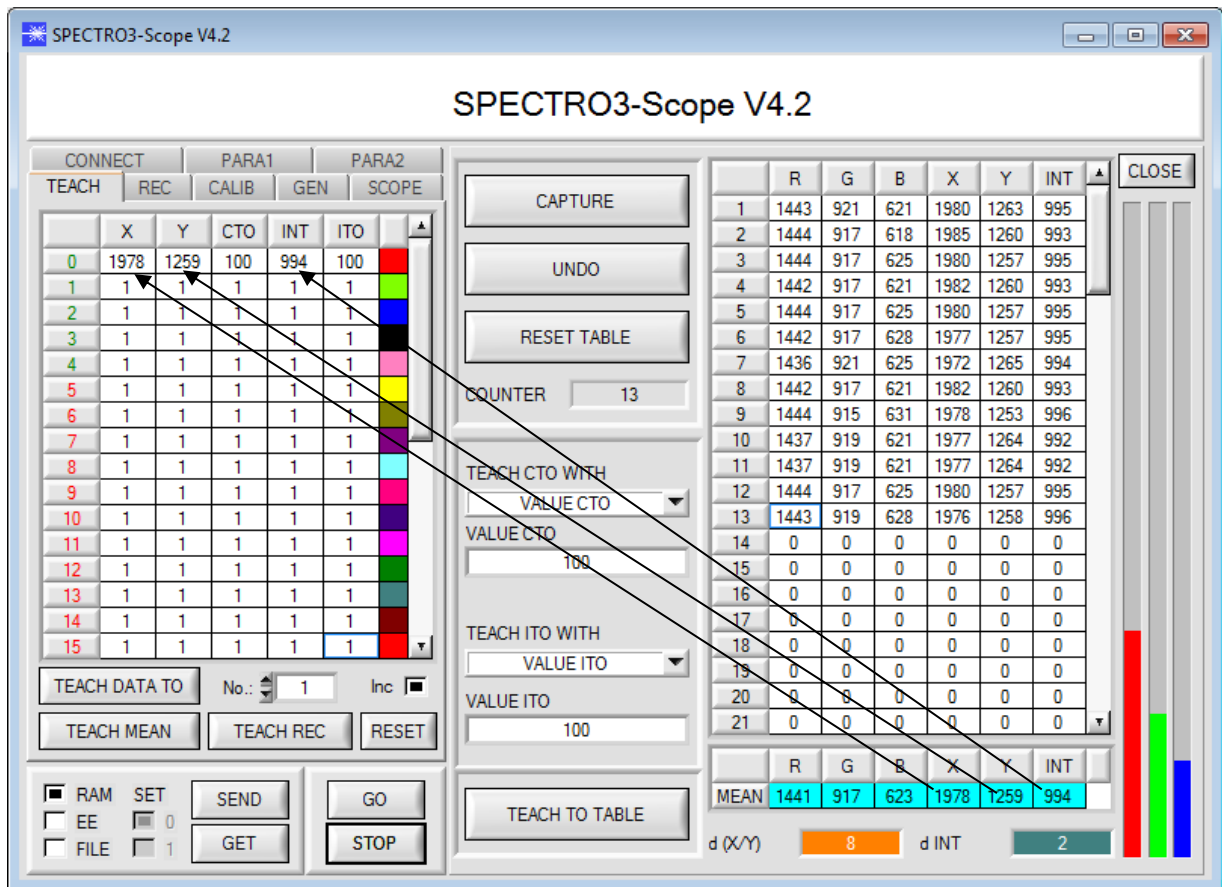 SPECTRO3-Scope V4.2
SPECTRO3-Scope V4.2
CONNECT PARA1 PARA2
TEACH REC CALIB GEN SCOPE
X Y CTO INT ITO
0 1978 1259 100 994 100
1 1 1 1 1 1
2 1 1 1 1 1
3 1 1 1 1 1
4 1 1 1 1 1
5 1 1 1 1 1
6 1 1 1 1 1
7 1 1 1 1 1
8 1 1 1 1 1
9 1 1 1 1 1
10 1 1 1 1 1
11 1 1 1 1 1
12 1 1 1 1 1
13 1 1 1 1 1
14 1 1 1 1 1
15 1 1 1 1 1
TEACH DATA TO No.: 1 Inc
TEACH MEAN TEACH REC RESET
RAM SET SEND GO
EE 0
FILE 1 GET STOP
CAPTURE
UNDO
RESET TABLE
COUNTER 13
TEACH CTO WITH
VALUE CTO
VALUE CTO
100
TEACH ITO WITH
VALUE ITO
VALUE ITO
100
TEACH TO TABLE
R G B X Y INT
1 1443 921 621 1980 1263 995
2 1444 917 618 1985 1260 993
3 1444 917 625 1980 1257 995
4 1442 917 621 1982 1260 993
5 1444 917 625 1980 1257 995
6 1442 917 628 1977 1257 995
7 1436 921 625 1972 1265 994
8 1442 917 621 1982 1260 993
9 1444 915 631 1978 1253 996
10 1437 919 621 1977 1264 992
11 1437 919 621 1977 1264 992
12 1444 917 625 1980 1257 995
13 1443 919 628 1976 1258 996
14 0 0 0 0 0 0
15 0 0 0 0 0 0
16 0 0 0 0 0 0
17 0 0 0 0 0 0
18 0 0 0 0 0 0
19 0 0 0 0 0 0
20 0 0 0 0 0 0
21 0 0 0 0 0 0
R G B X Y INT
MEAN 1441 917 623 1978 1259 994
d (X/Y) 8 d INT 2
CLOSE